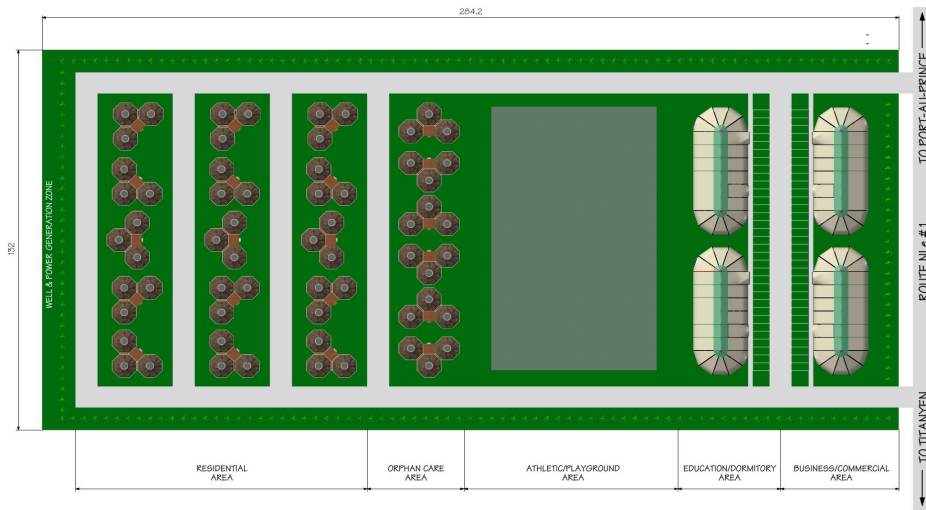 284.2
TO PORT-AU-PRINCE
132
WELL & POWER GENERATION ZONE
ROUTE NLe #1
TO TITANYEN
RESIDENTIAL
AREA
ORPHAN CARE
AREA
ATHLETIC/PLAYGROUND
AREA
EDUCATION/DORMITORY
AREA
BUSINESS/COMMERCIAL
AREA